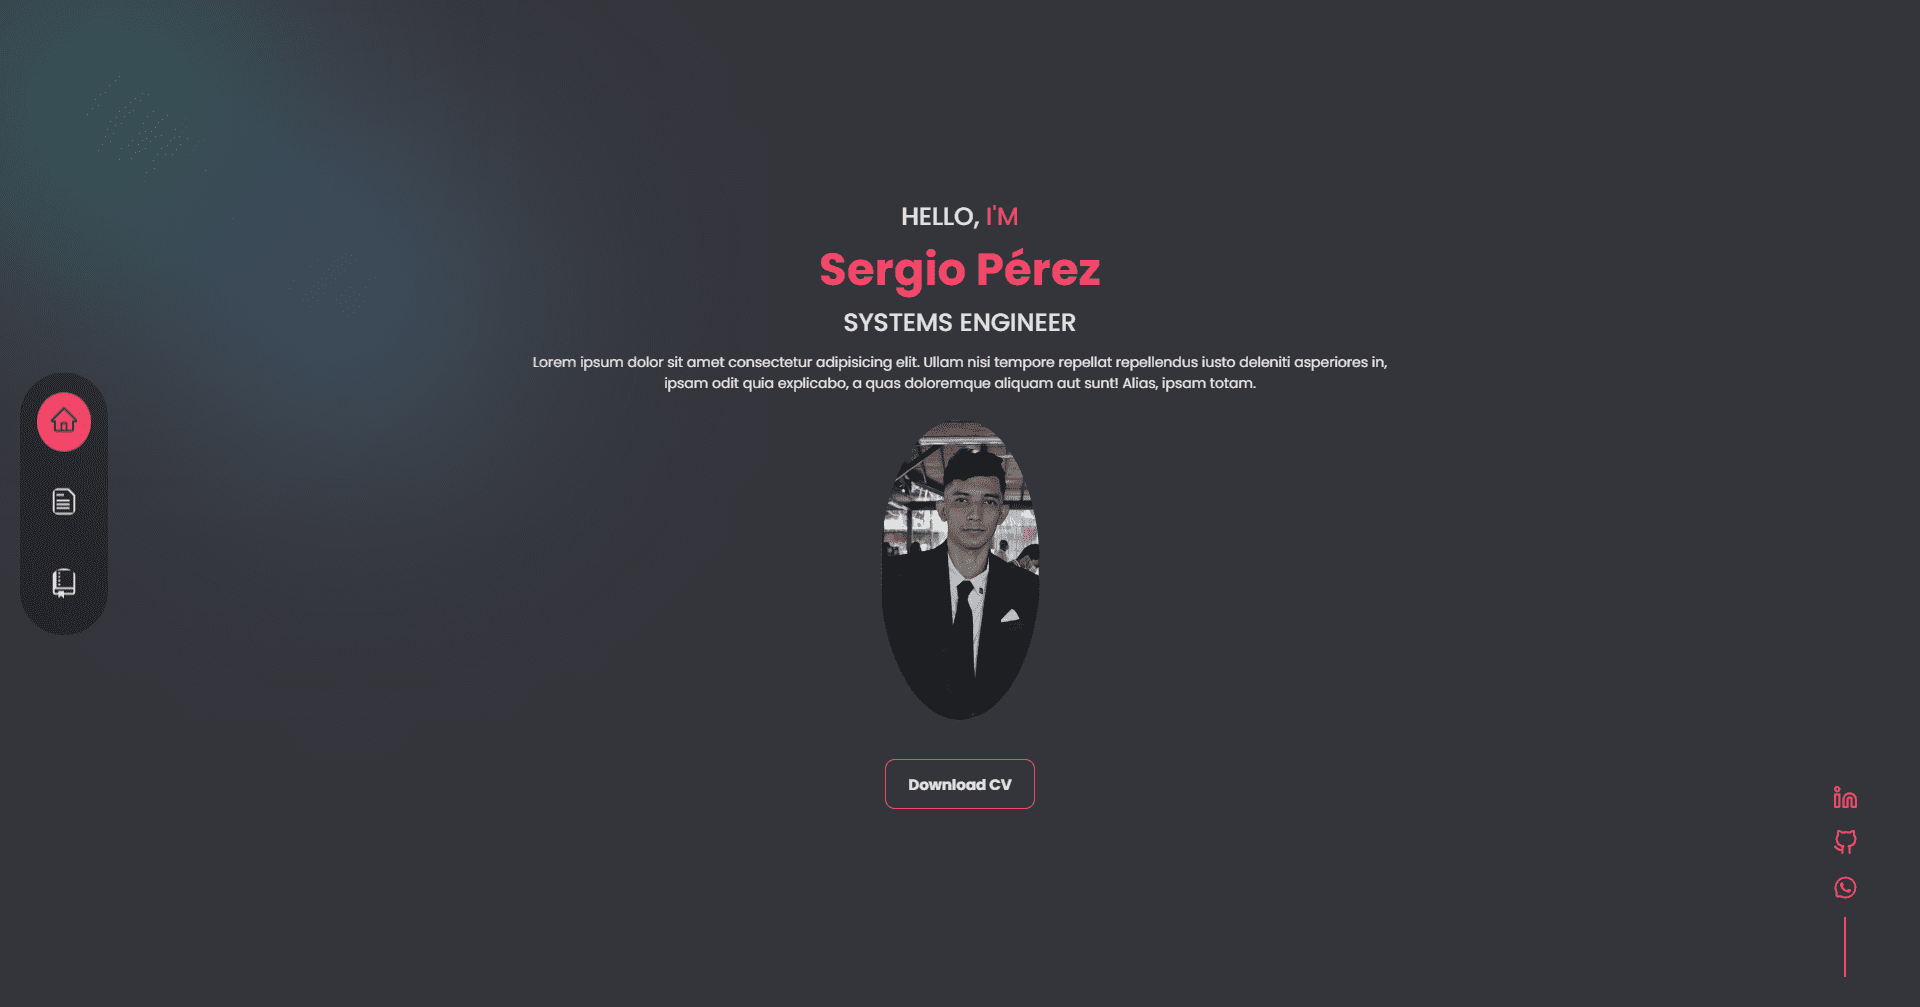 HELLO, I'M
Sergio Pérez
SYSTEMS ENGINEER
Lorem ipsum dolor sit amet consectetur adipisicing elit. Ullam nisi tempore repellat repellendus iusto deleniti asperiores in,
ipsam odit quia explicabo, a quas doloremque aliquam aut sunt! Alias, ipsam totam.
Download CV